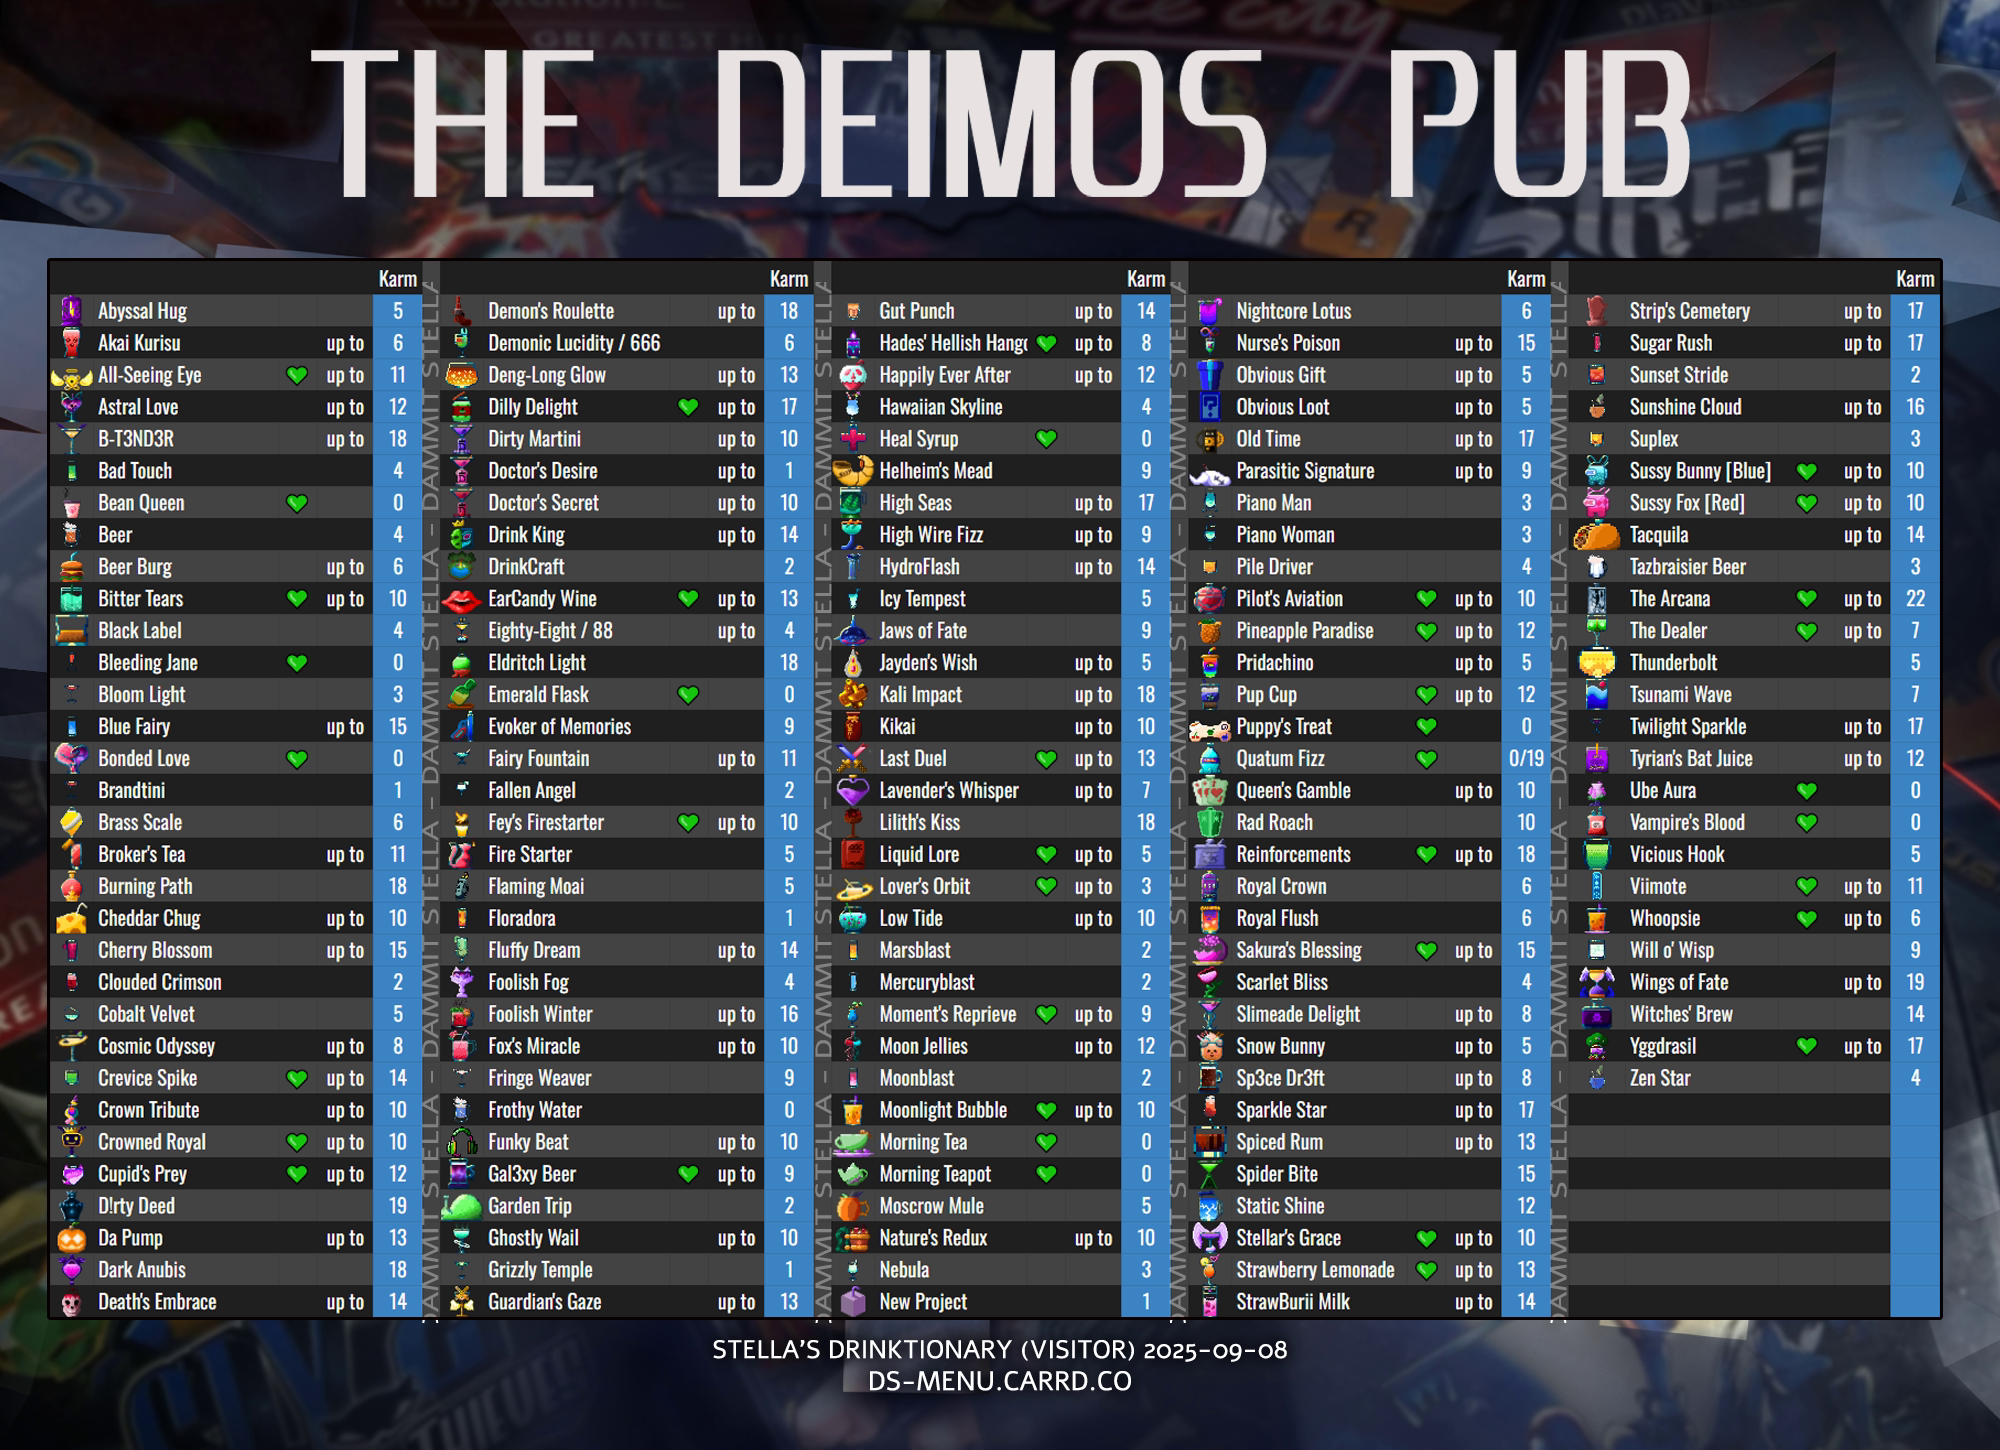 THE DEIMOS PUB
Karm
Abyssal Hug 5
Akai Kurisu up to 6
All-Seeing Eye up to 11
Astral Love up to 12
B-T3ND3R up to 18
Bad Touch 4
Bean Queen 0
Beer 4
Beer Burg up to 6
Bitter Tears up to 10
Black Label 4
Bleeding Jane 0
Bloom Light 3
Blue Fairy up to 15
Bonded Love 0
Brandtini 1
Brass Scale 6
Broker's Tea up to 11
Burning Path 18
Cheddar Chug up to 10
Cherry Blossom up to 15
Clouded Crimson 2
Cobalt Velvet 5
Cosmic Odyssey up to 8
Crevice Spike up to 14
Crown Tribute up to 10
Crowned Royal up to 10
Cupid's Prey up to 12
D!rty Deed 19
Da Pump up to 13
Dark Anubis 18
Death's Embrace up to 14
Karm
Demon's Roulette up to 18
Demonic Lucidity / 666 6
Deng-Long Glow up to 13
Dilly Delight up to 17
Dirty Martini up to 10
Doctor's Desire up to 1
Doctor's Secret up to 10
Drink King up to 14
DrinkCraft 2
EarCandy Wine up to 13
Eighty-Eight / 88 up to 4
Eldritch Light 18
Emerald Flask 0
Evoker of Memories 9
Fairy Fountain up to 11
Fallen Angel 2
Fey's Firestarter up to 10
Fire Starter 5
Flaming Moai 5
Floradora 1
Fluffy Dream up to 14
Foolish Fog 4
Foolish Winter up to 16
Fox's Miracle up to 10
Fringe Weaver 9
Frothy Water 0
Funky Beat up to 10
Gal3xy Beer up to 9
Garden Trip 2
Ghostly Wail up to 10
Grizzly Temple 1
Guardian's Gaze up to 13
Karm
Gut Punch up to 14
Hades' Hellish Hang up to 8
Happily Ever After up to 12
Hawaiian Skyline 4
Heal Syrup 0
Helheim's Mead 9
High Seas up to 17
High Wire Fizz up to 9
HydroFlash up to 14
Icy Tempest 5
Jaws of Fate 9
Jayden's Wish up to 5
Kali Impact up to 18
Kikai up to 10
Last Duel up to 13
Lavender's Whisper up to 7
Lilith's Kiss 18
Liquid Lore up to 5
Lover's Orbit up to 3
Low Tide up to 10
Marsblast 2
Mercuryblast 2
Moment's Reprieve up to 9
Moon Jellies up to 12
Moonblast 2
Moonlight Bubble up to 10
Morning Tea 0
Morning Teapot 0
Moscrow Mule 5
Nature's Redux up to 10
Nebula 3
New Project 1
Karm
Nightcore Lotus 6
Nurse's Poison up to 15
Obvious Gift up to 5
Obvious Loot up to 5
Old Time up to 17
Parasitic Signature up to 9
Piano Man 3
Piano Woman 3
Pile Driver 4
Pilot's Aviation up to 10
Pineapple Paradise up to 12
Pridachino up to 5
Pup Cup up to 12
Puppy's Treat 0
Quatum Fizz 0/19
Queen's Gamble up to 10
Rad Roach 10
Reinforcements up to 18
Royal Crown 6
Royal Flush 6
Sakura's Blessing up to 15
Scarlet Bliss 4
Slimeade Delight up to 8
Snow Bunny up to 5
Sp3ce Dr3ft up to 8
Sparkle Star up to 17
Spiced Rum up to 13
Spider Bite 15
Static Shine 12
Stellar's Grace up to 10
Strawberry Lemonade up to 13
StrawBurii Milk up to 14
Karm
Strip's Cemetery up to 17
Sugar Rush up to 17
Sunset Stride 2
Sunshine Cloud up to 16
Suplex 3
Sussy Bunny [Blue] up to 10
Sussy Fox [Red] up to 10
Tacquila up to 14
Tazbraisier Beer 3
The Arcana up to 22
The Dealer up to 7
Thunderbolt 5
Tsunami Wave 7
Twilight Sparkle up to 17
Tyrian's Bat Juice up to 12
Ube Aura 0
Vampire's Blood 0
Vicious Hook 5
Viimote up to 11
Whoopsie up to 6
Will o' Wisp 9
Wings of Fate up to 19
Witches' Brew 14
Yggdrasil up to 17
Zen Star 4
STELLA'S DRINKTIONARY (VISITOR) 2025-09-08
DS-MENU.CARRD.CO